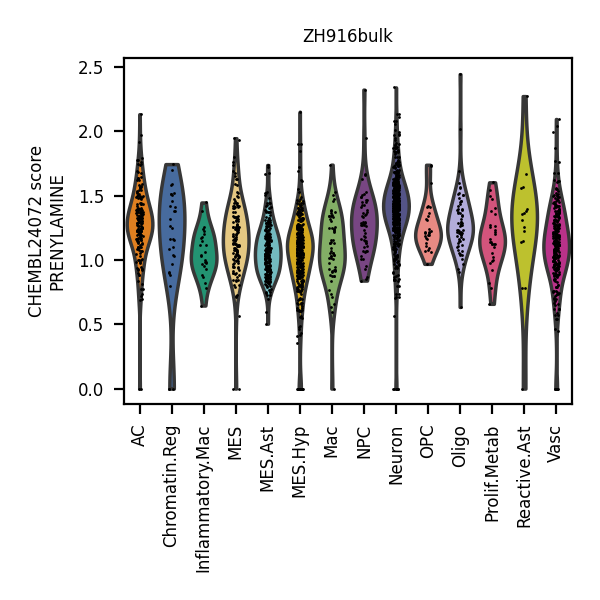 ZH916bulk
CHEMBL24072 score
PRENYLAMINE
2.5
2.0
1.5
1.0
0.5
0.0
AC
Chromatin.Reg
Inflammatory.Mac
MES
MES.Ast
MES.Hyp
Mac
NPC
Neuron
OPC
Oligo
Prolif.Metab
Reactive.Ast
Vasc